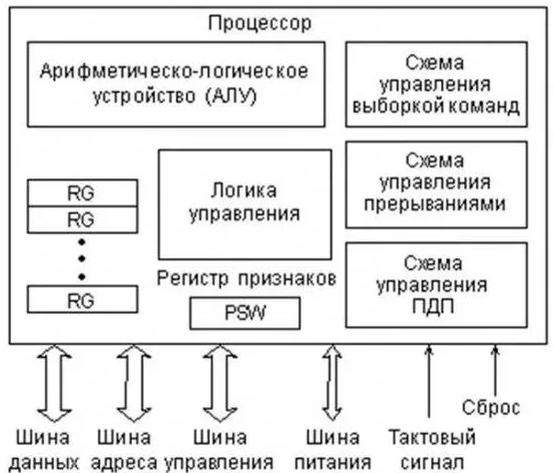 Процессор
Арифметическо-логическое
устройство (АЛУ)
Схема
управления
выборкой команд
RG
RG
RG
Логика
управления
Схема
управления
прерываниями
Регистр признаков
PSW
Схема
управления
ПДП
Шина
данных
Шина
адреса
Шина
управления
Шина
питания
Тактовый
сигнал
Сброс